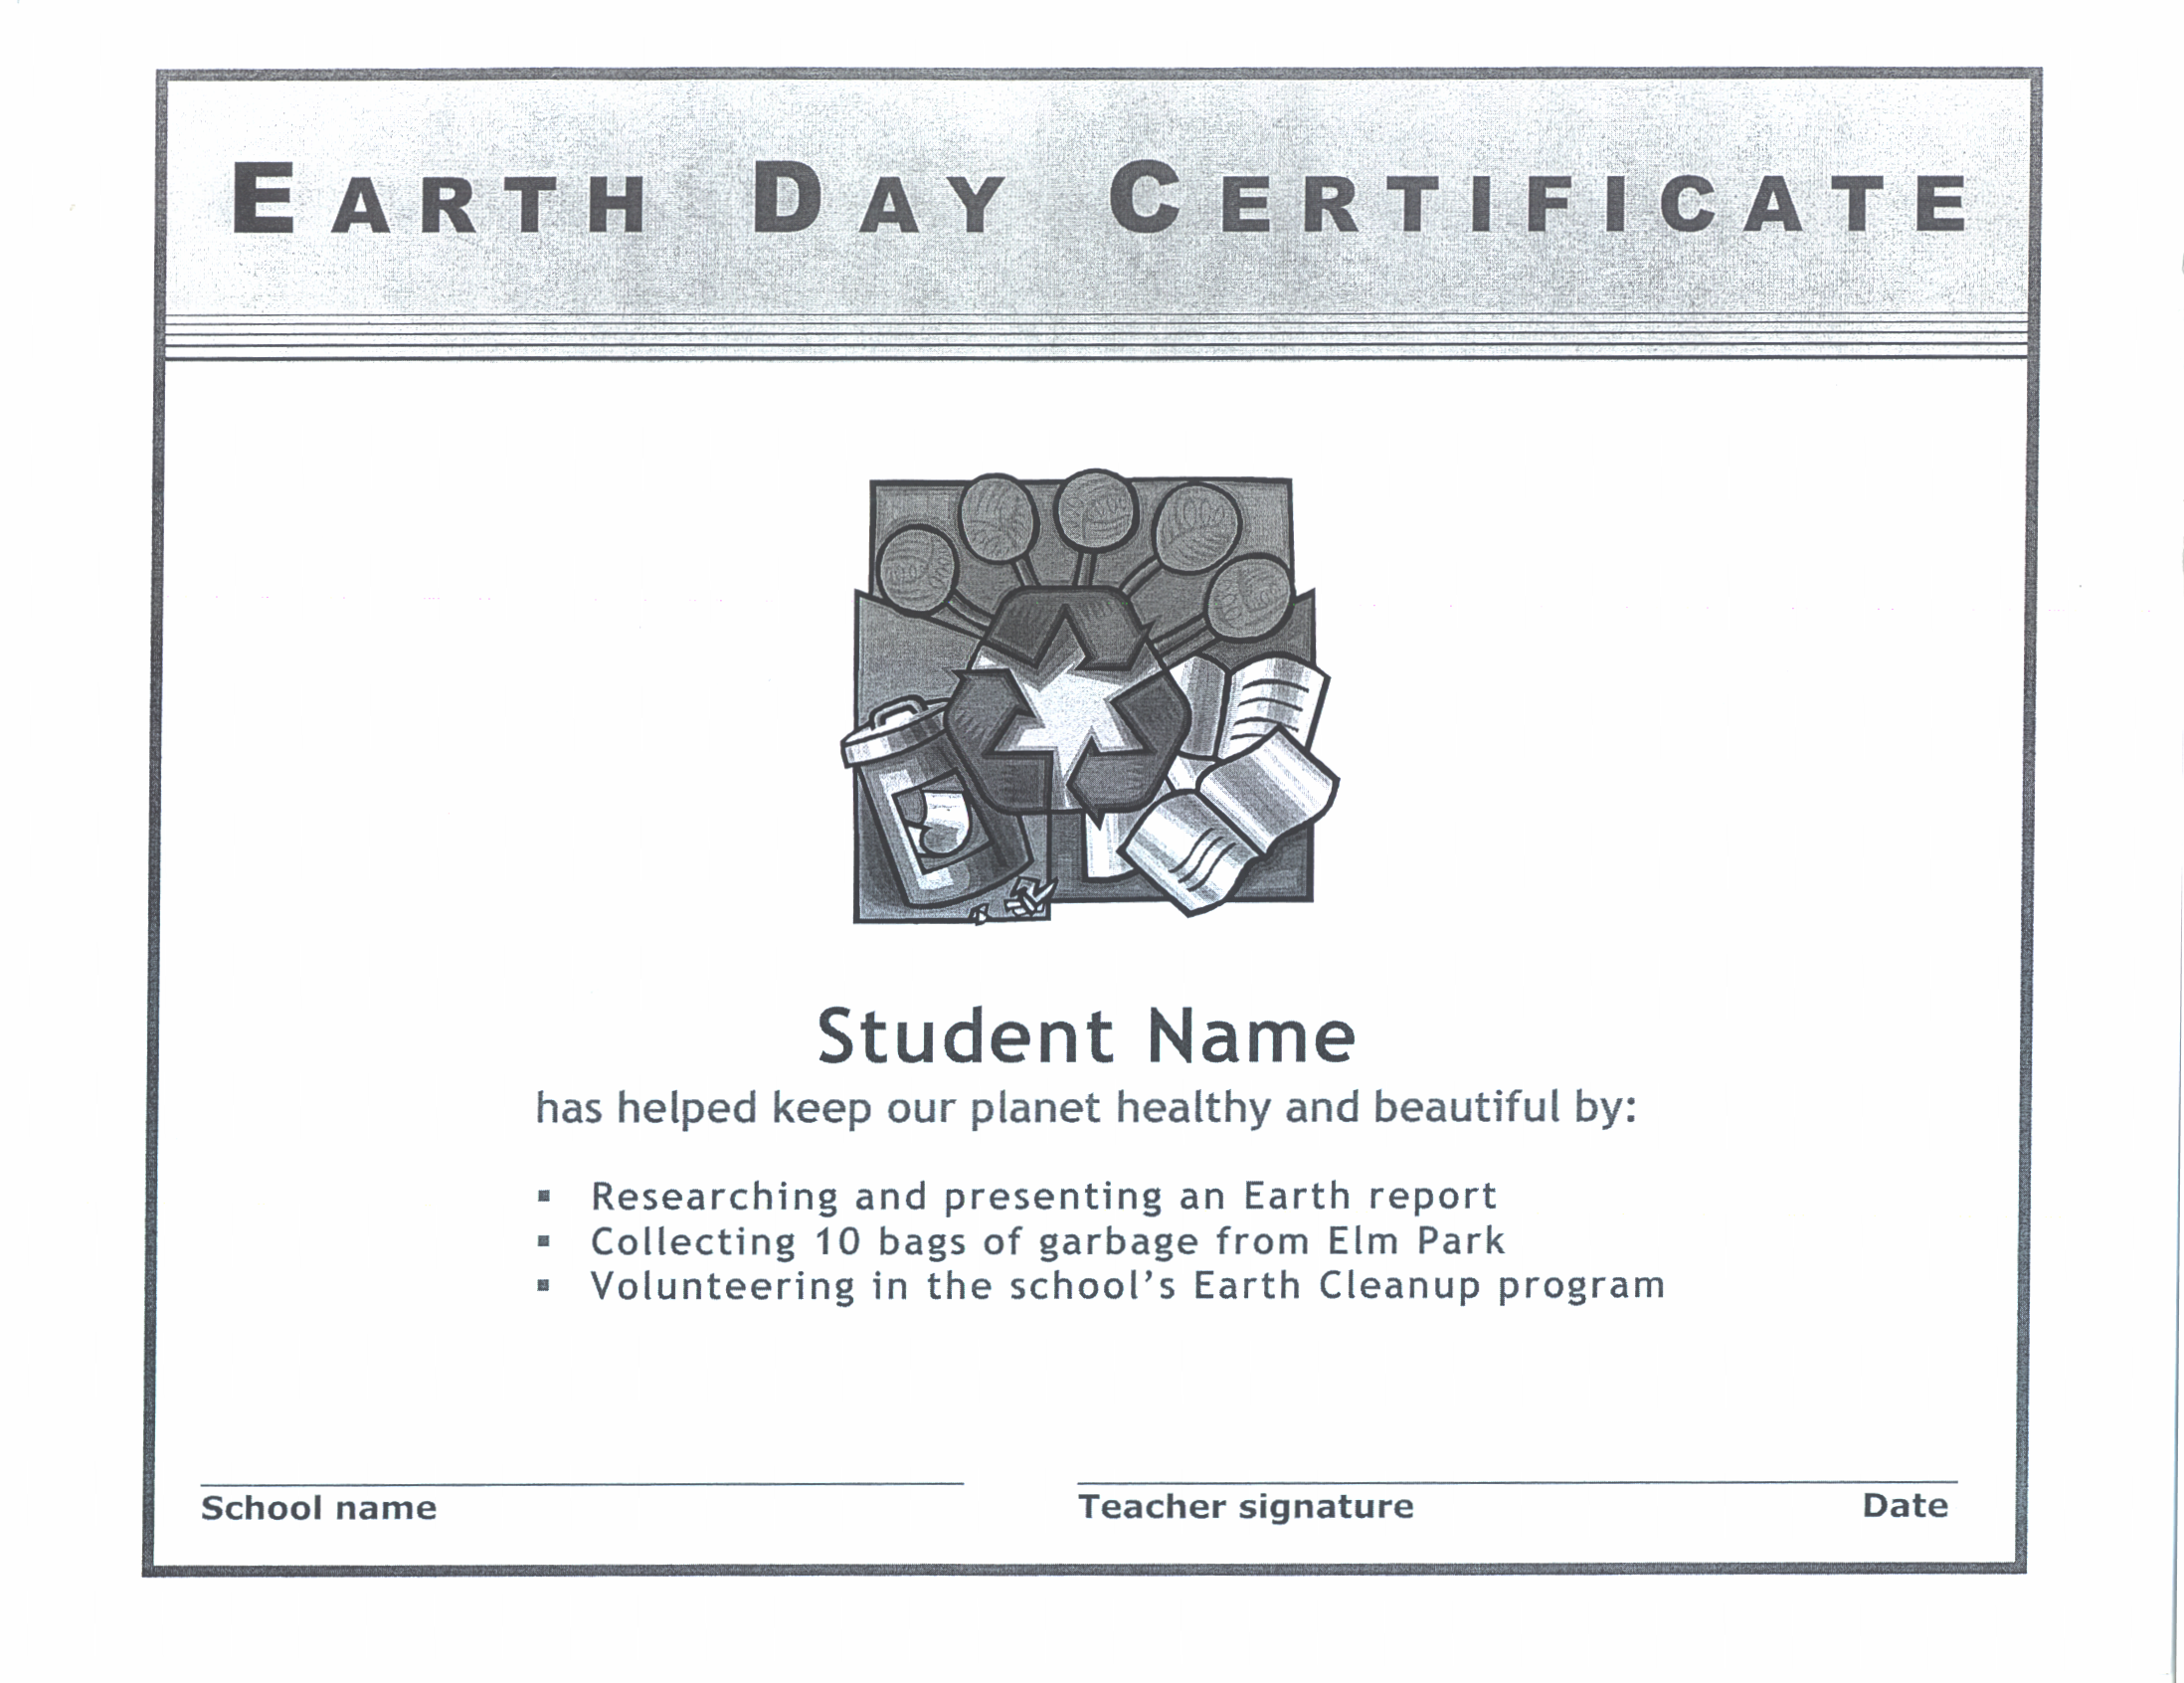 EARTH DAY CERTIFICATE
Student Name
has helped keep our planet healthy and beautiful by:
▪ Researching and presenting an Earth report
▪ Collecting 10 bags of garbage from Elm Park
▪ Volunteering in the school's Earth Cleanup program
School name
Teacher signature Date